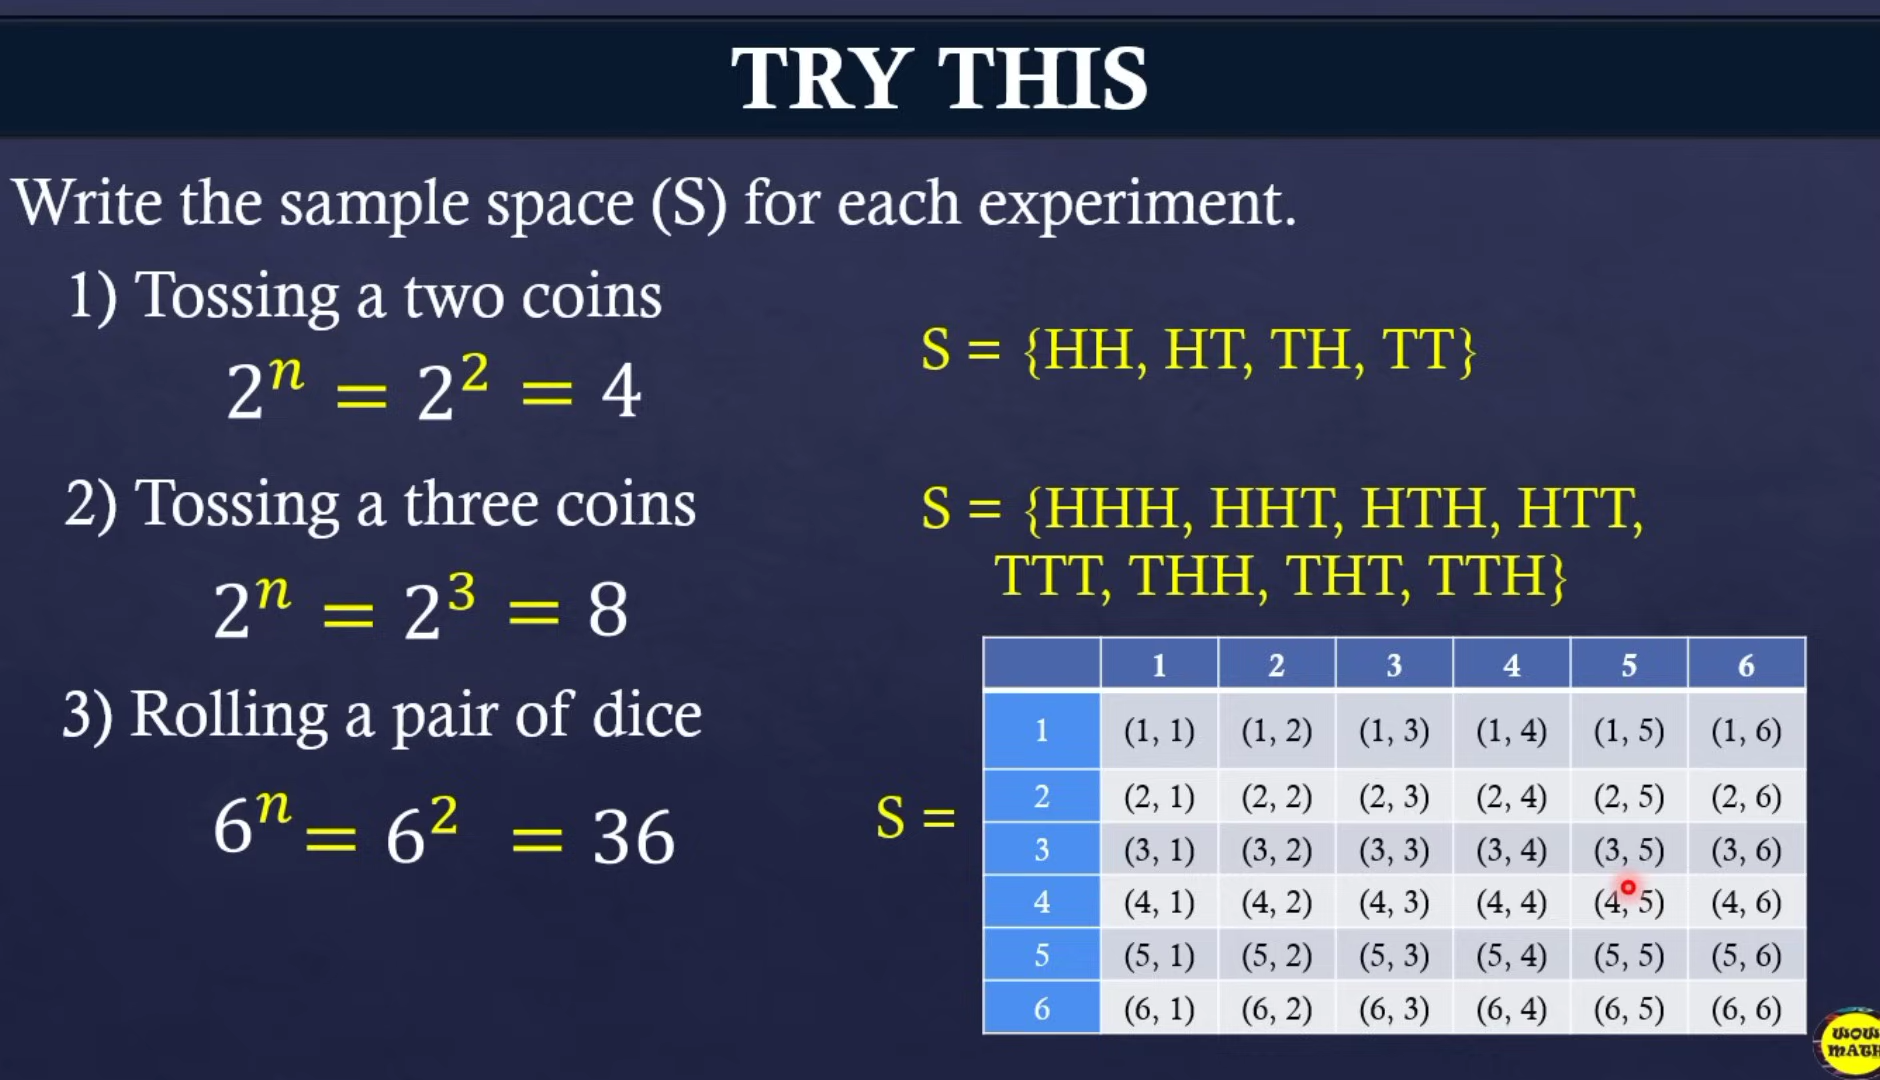 TRY THIS
Write the sample space (S) for each experiment.
1) Tossing a two coins
2ⁿ = 2² = 4
S = {HH, HT, TH, TT}
2) Tossing a three coins
2ⁿ = 2³ = 8
S = {HHH, HHT, HTH, HTT,
TTT, THH, THT, TTH}
3) Rolling a pair of dice
6ⁿ = 6² = 36
S =
1 2 3 4 5 6
1 (1, 1) (1, 2) (1, 3) (1, 4) (1, 5) (1, 6)
2 (2, 1) (2, 2) (2, 3) (2, 4) (2, 5) (2, 6)
3 (3, 1) (3, 2) (3, 3) (3, 4) (3, 5) (3, 6)
4 (4, 1) (4, 2) (4, 3) (4, 4) (4, 5) (4, 6)
5 (5, 1) (5, 2) (5, 3) (5, 4) (5, 5) (5, 6)
6 (6, 1) (6, 2) (6, 3) (6, 4) (6, 5) (6, 6)
WOW
MATH